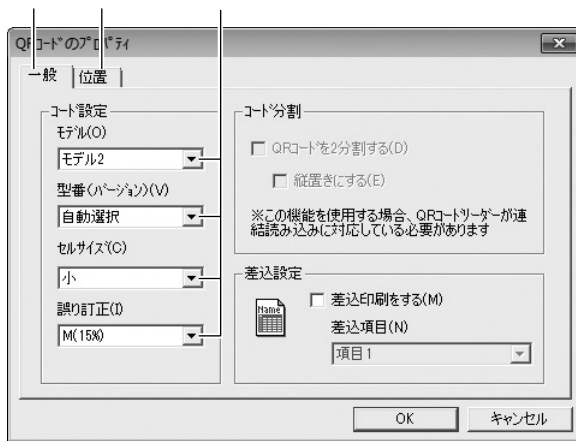 QRコードのプロパティ
一般
位置
コード設定
モデル(O)
モデル2
型番(バージョン)(V)
自動選択
セルサイズ(C)
小
誤り訂正(I)
M(15%)
コード分割
QRコードを2分割する(D)
縦置きにする(E)
※この機能を使用する場合、QRコードリーダーが連
結読み込みに対応している必要があります
差込設定
Name
差込印刷をする(M)
差込項目(N)
項目1
OK
キャンセル